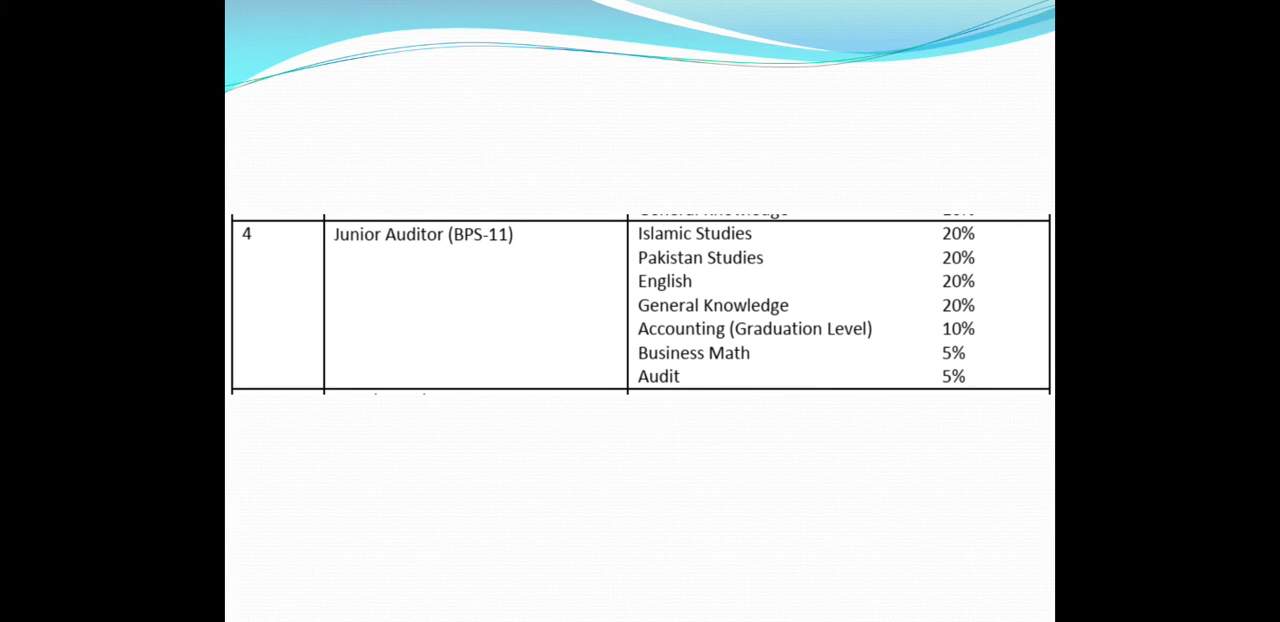 4 Junior Auditor (BPS-11) Islamic Studies 20%
Pakistan Studies 20%
English 20%
General Knowledge 20%
Accounting (Graduation Level) 10%
Business Math 5%
Audit 5%